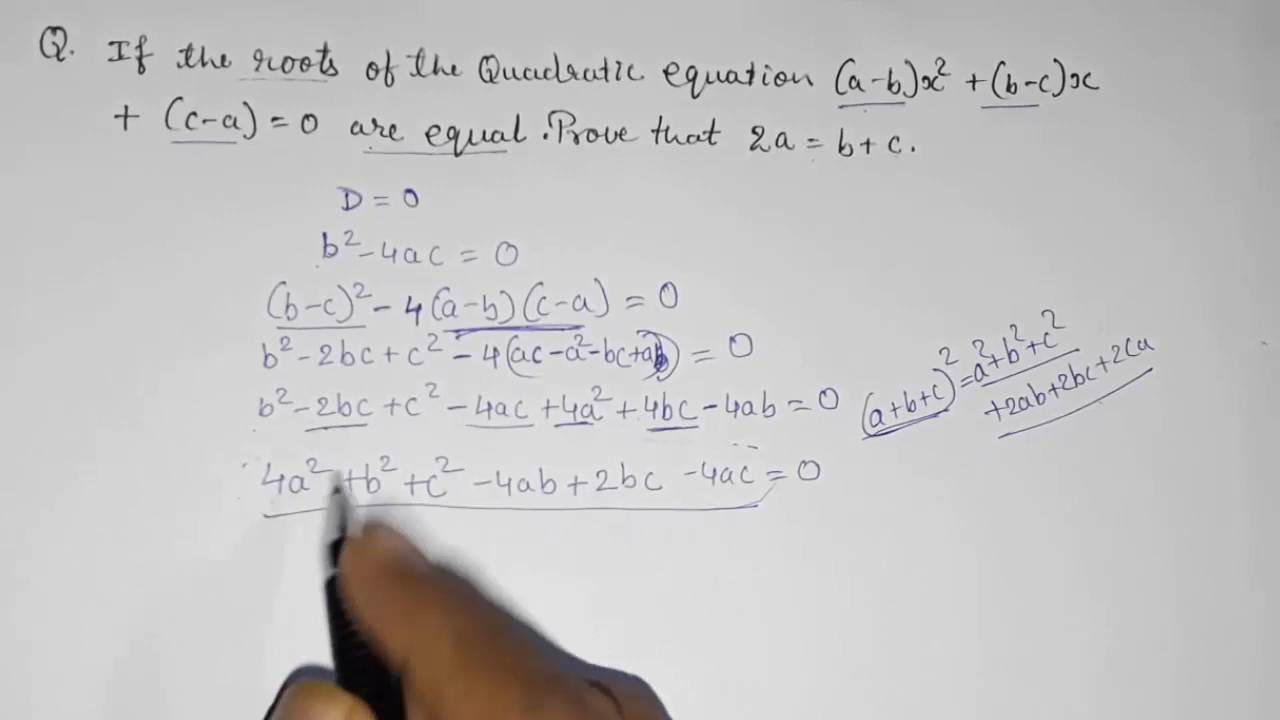 Q. If the roots of the Quadratic equation (a-b)x² + (b-c)x
+ (c-a) = 0 are equal. Prove that 2a = b + c.
D = 0
b² - 4ac = 0
(b-c)² - 4(a-b)(c-a) = 0
b² - 2bc + c² - 4(ac - a² - bc + ab) = 0
b² - 2bc + c² - 4ac + 4a² + 4bc - 4ab = 0
(a+b+c)² = a² + b² + c²
+ 2ab + 2bc + 2ca
4a² + b² + c² - 4ab + 2bc - 4ac = 0